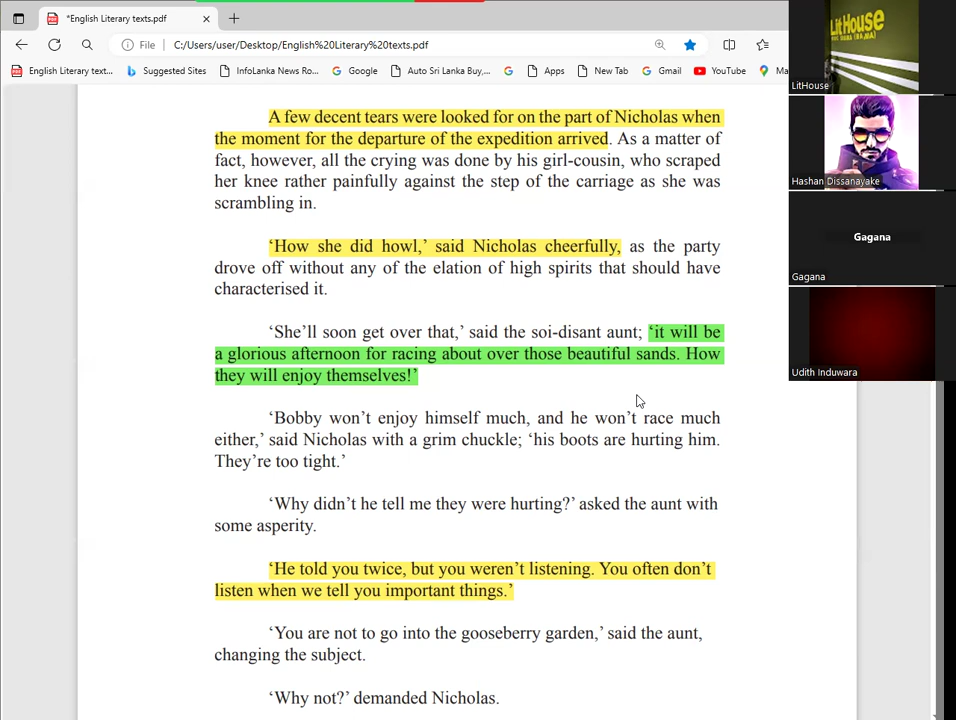 *English Literary texts.pdf
File
C:/Users/user/Desktop/English%20Literary%20texts.pdf
English Literary text...
Suggested Sites
InfoLanka News Ro...
Google
Auto Sri Lanka Buy,...
Apps
New Tab
Gmail
YouTube
Ma
A few decent tears were looked for on the part of Nicholas when
the moment for the departure of the expedition arrived. As a matter of
fact, however, all the crying was done by his girl-cousin, who scraped
her knee rather painfully against the step of the carriage as she was
scrambling in.
‘How she did howl,’ said Nicholas cheerfully, as the party
drove off without any of the elation of high spirits that should have
characterised it.
‘She’ll soon get over that,’ said the soi-disant aunt; ‘it will be
a glorious afternoon for racing about over those beautiful sands. How
they will enjoy themselves!’
‘Bobby won’t enjoy himself much, and he won’t race much
either,’ said Nicholas with a grim chuckle; ‘his boots are hurting him.
They’re too tight.’
‘Why didn’t he tell me they were hurting?’ asked the aunt with
some asperity.
‘He told you twice, but you weren’t listening. You often don’t
listen when we tell you important things.’
‘You are not to go into the gooseberry garden,’ said the aunt,
changing the subject.
‘Why not?’ demanded Nicholas.
LitHouse
LitHouse
Hashan Dissanayake
Gagana
Gagana
Udith Induwara